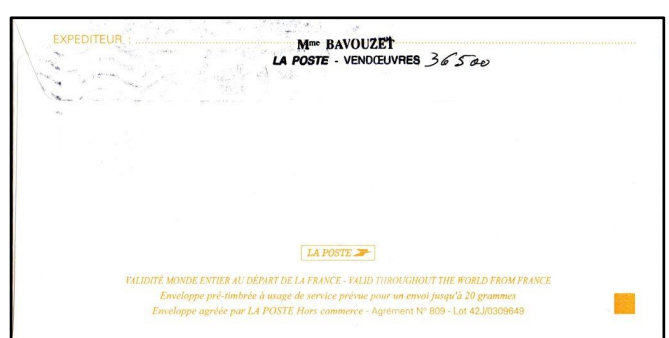 EXPEDITEUR :
Mme BAVOUZET
LA POSTE - VENDŒUVRES 36500
LA POSTE
VALIDITÉ MONDE ENTIER AU DÉPART DE LA FRANCE - VALID THROUGHOUT THE WORLD FROM FRANCE
Enveloppe pré-timbrée à usage de service prévue pour un envoi jusqu'à 20 grammes
Enveloppe agréée par LA POSTE Hors commerce - Agrément N° 809 - Lot 42J/0309649